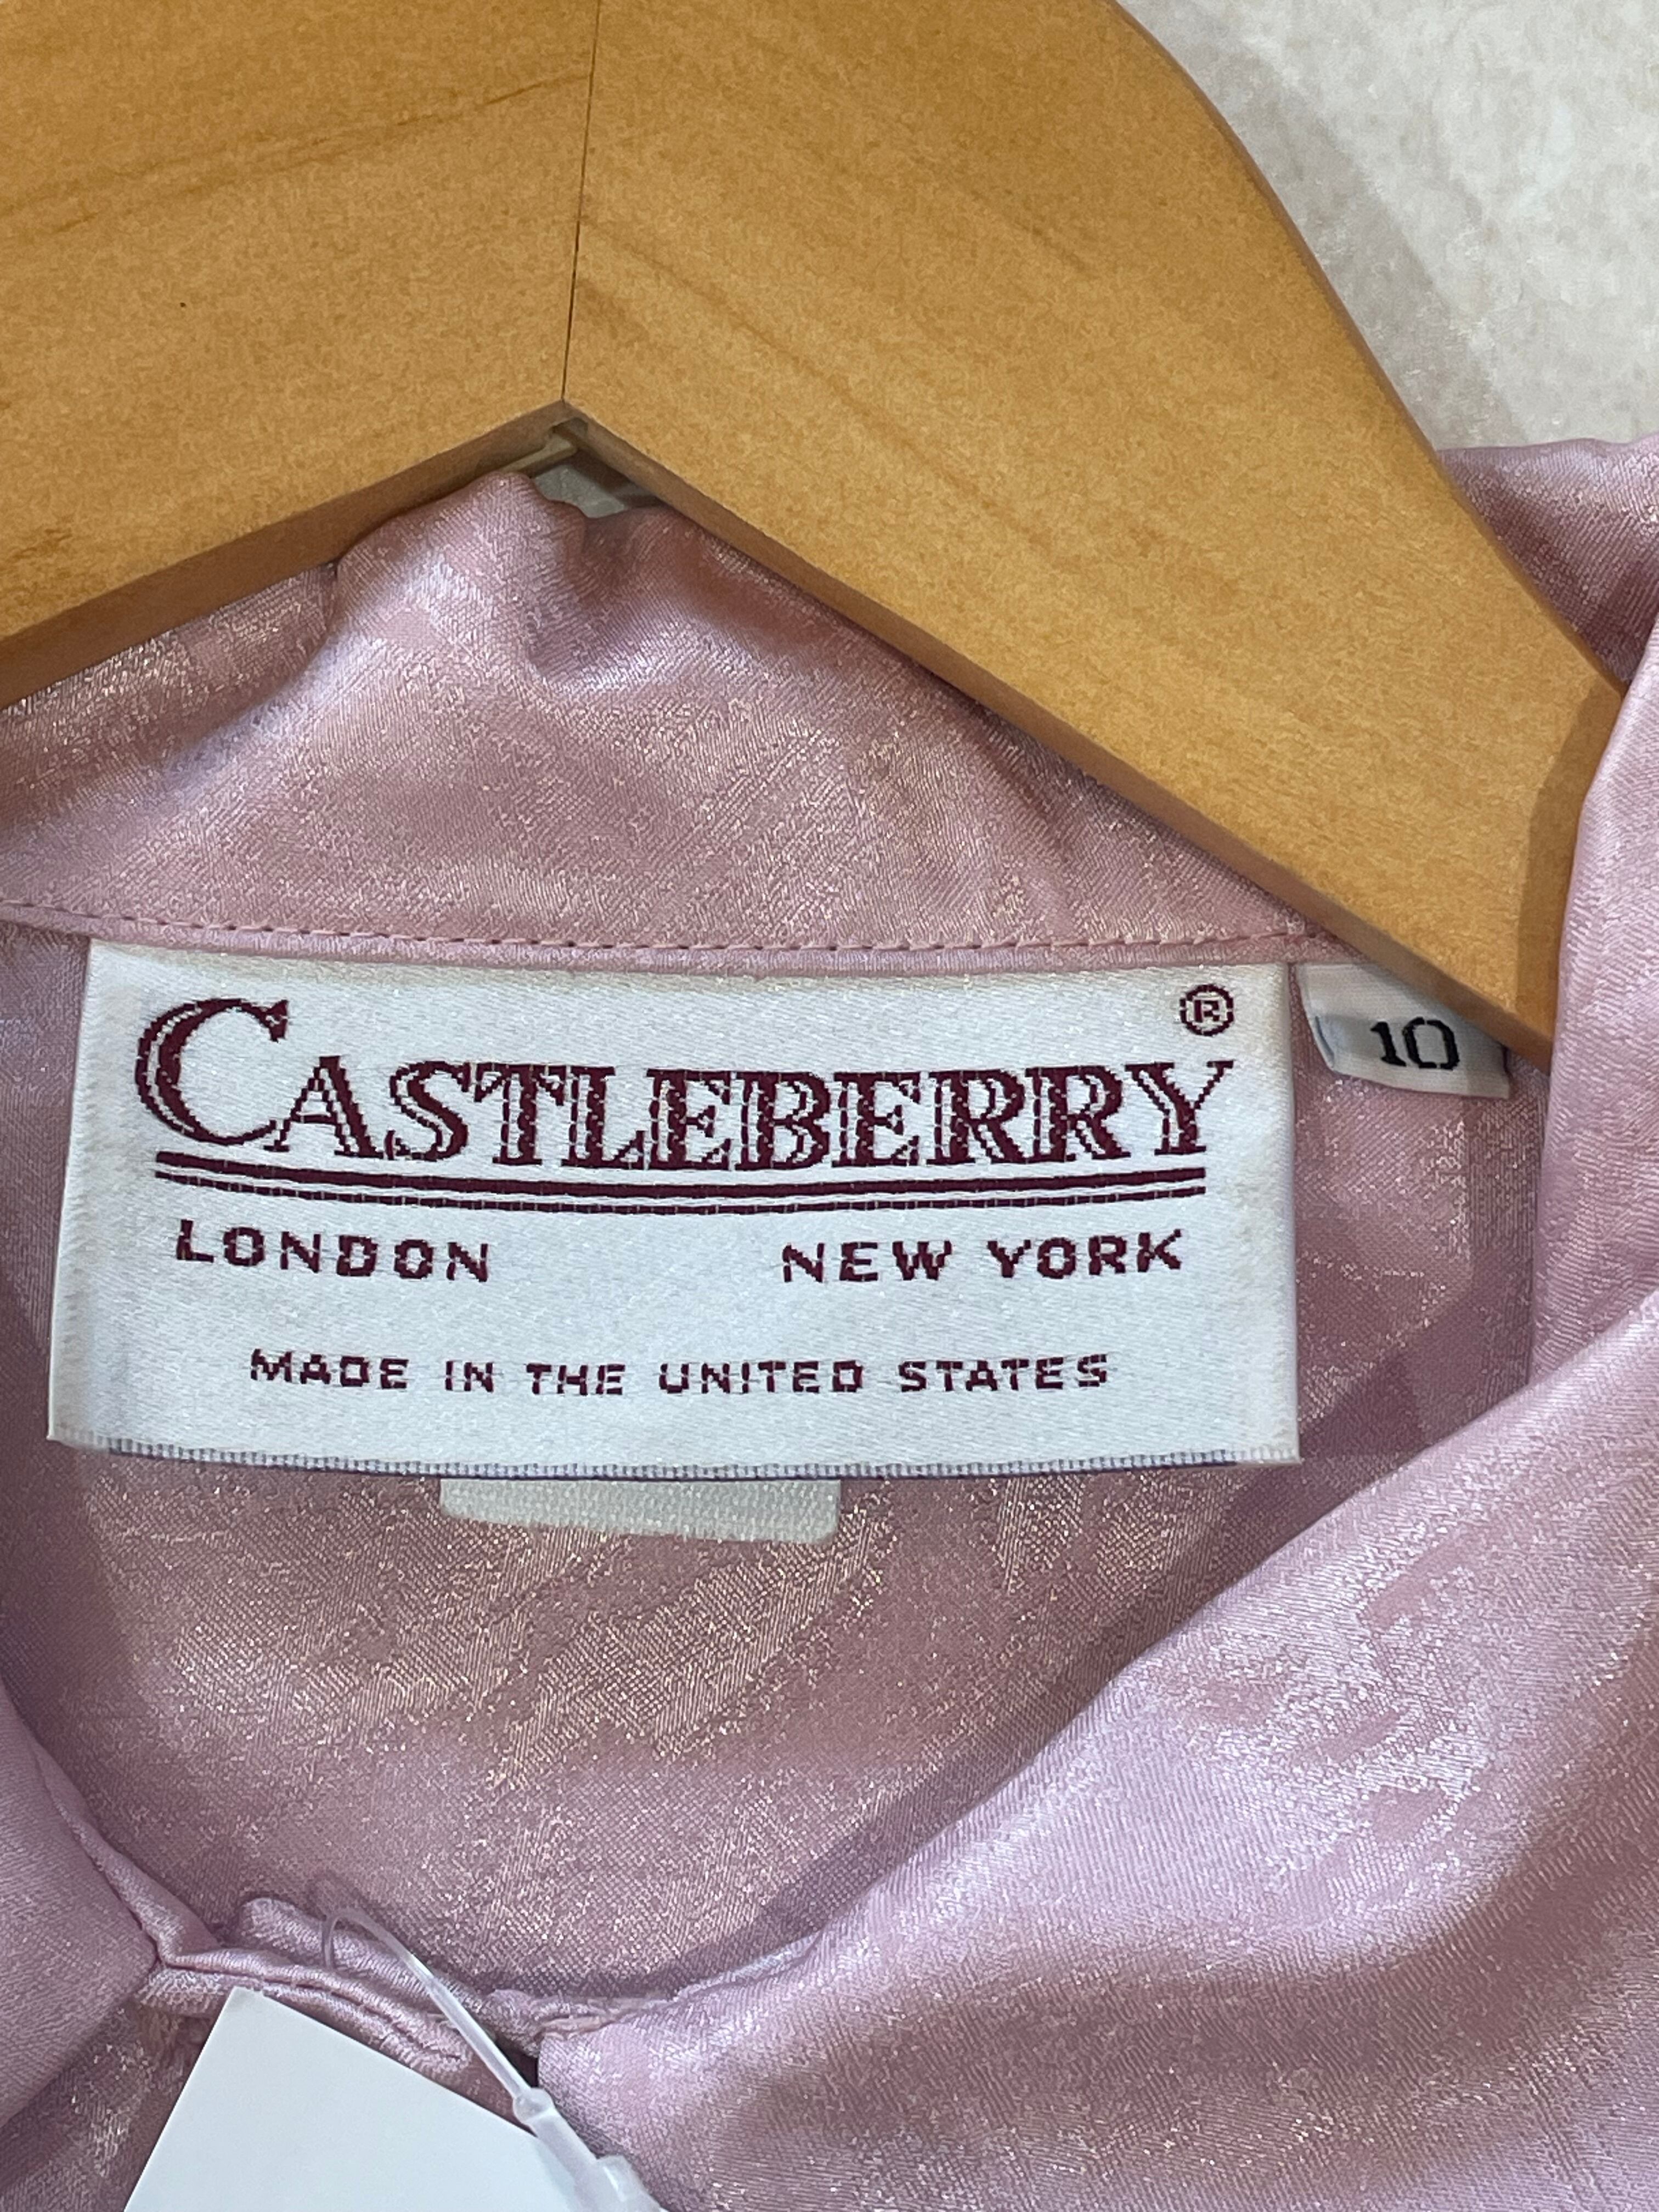 CASTLEBERRY®
10
LONDON NEW YORK
MADE IN THE UNITED STATES